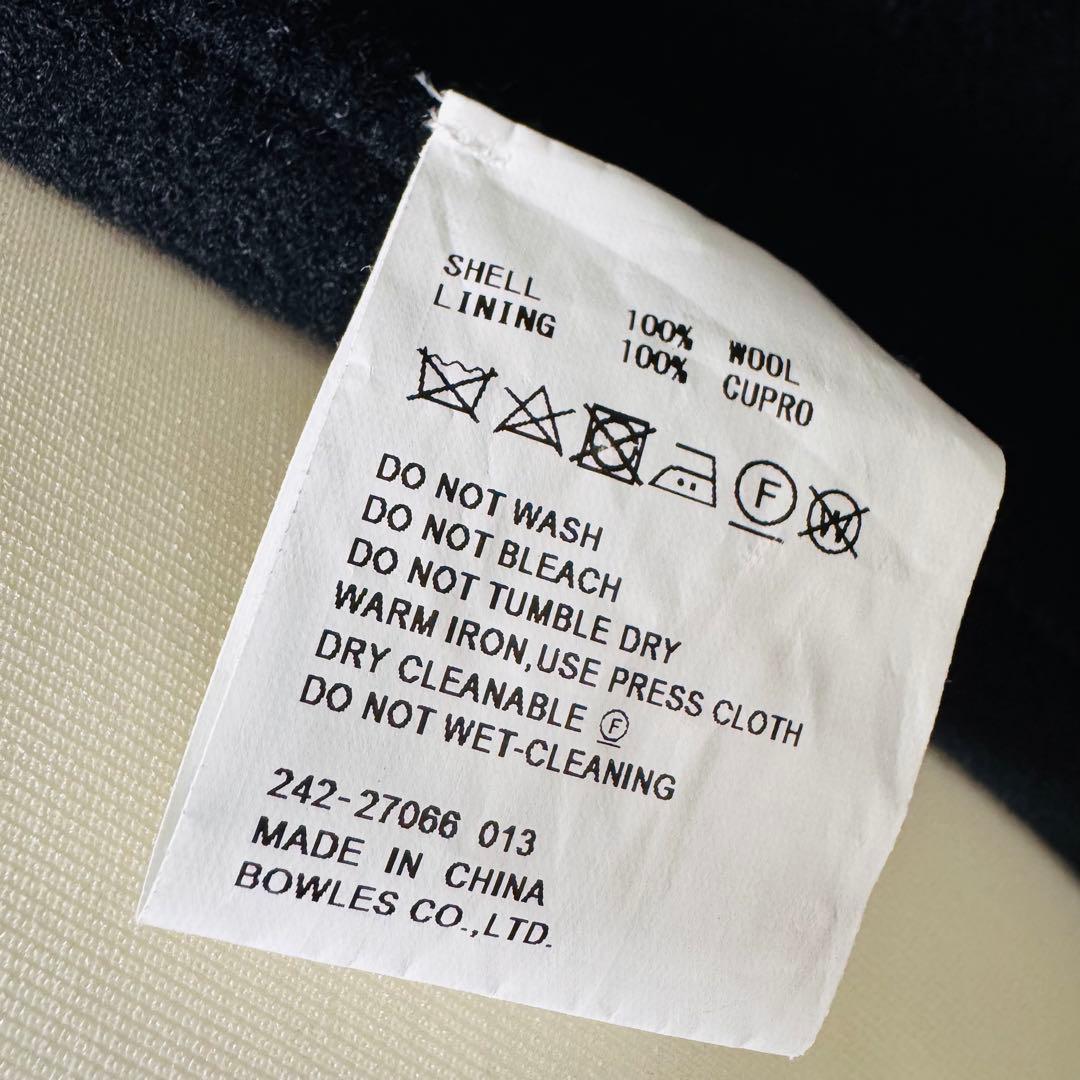 SHELL 100% WOOL
LINING 100% CUPRO
F W
DO NOT WASH
DO NOT BLEACH
DO NOT TUMBLE DRY
WARM IRON,USE PRESS CLOTH
DRY CLEANABLE Ⓕ
DO NOT WET-CLEANING
242-27066 013
MADE IN CHINA
BOWLES CO.,LTD.